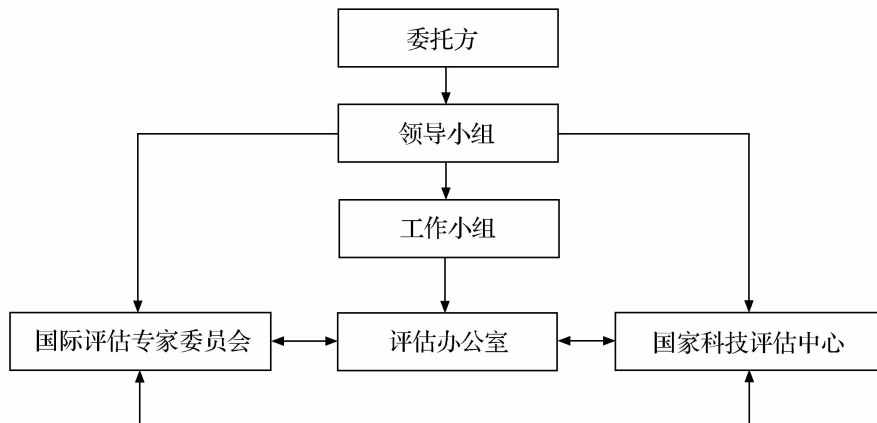 委托方
领导小组
工作小组
国际评估专家委员会
评估办公室
国家科技评估中心